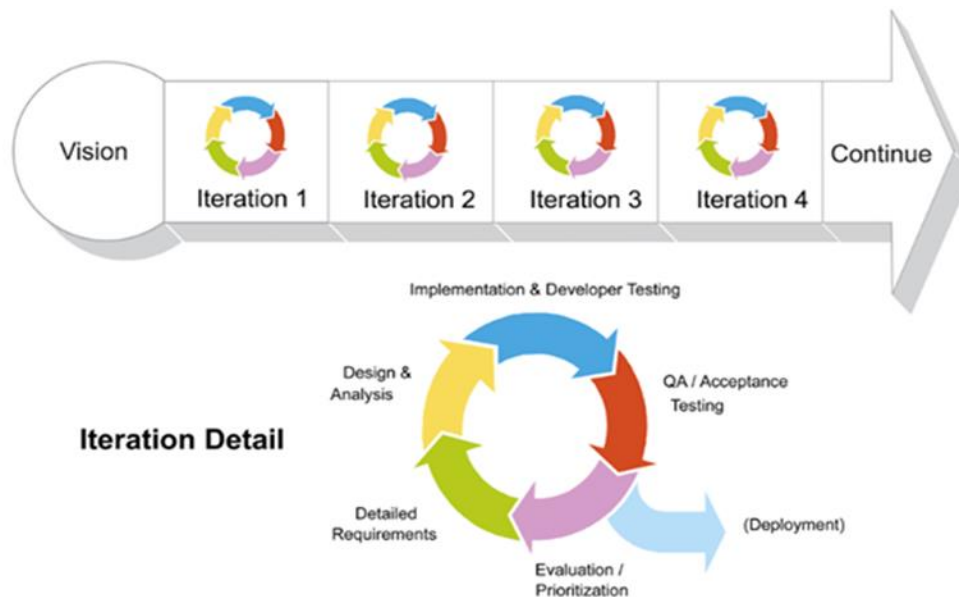 Vision
Iteration 1
Iteration 2
Iteration 3
Iteration 4
Continue
Implementation & Developer Testing
Design &
Analysis
QA / Acceptance
Testing
Iteration Detail
Detailed
Requirements
(Deployment)
Evaluation /
Prioritization